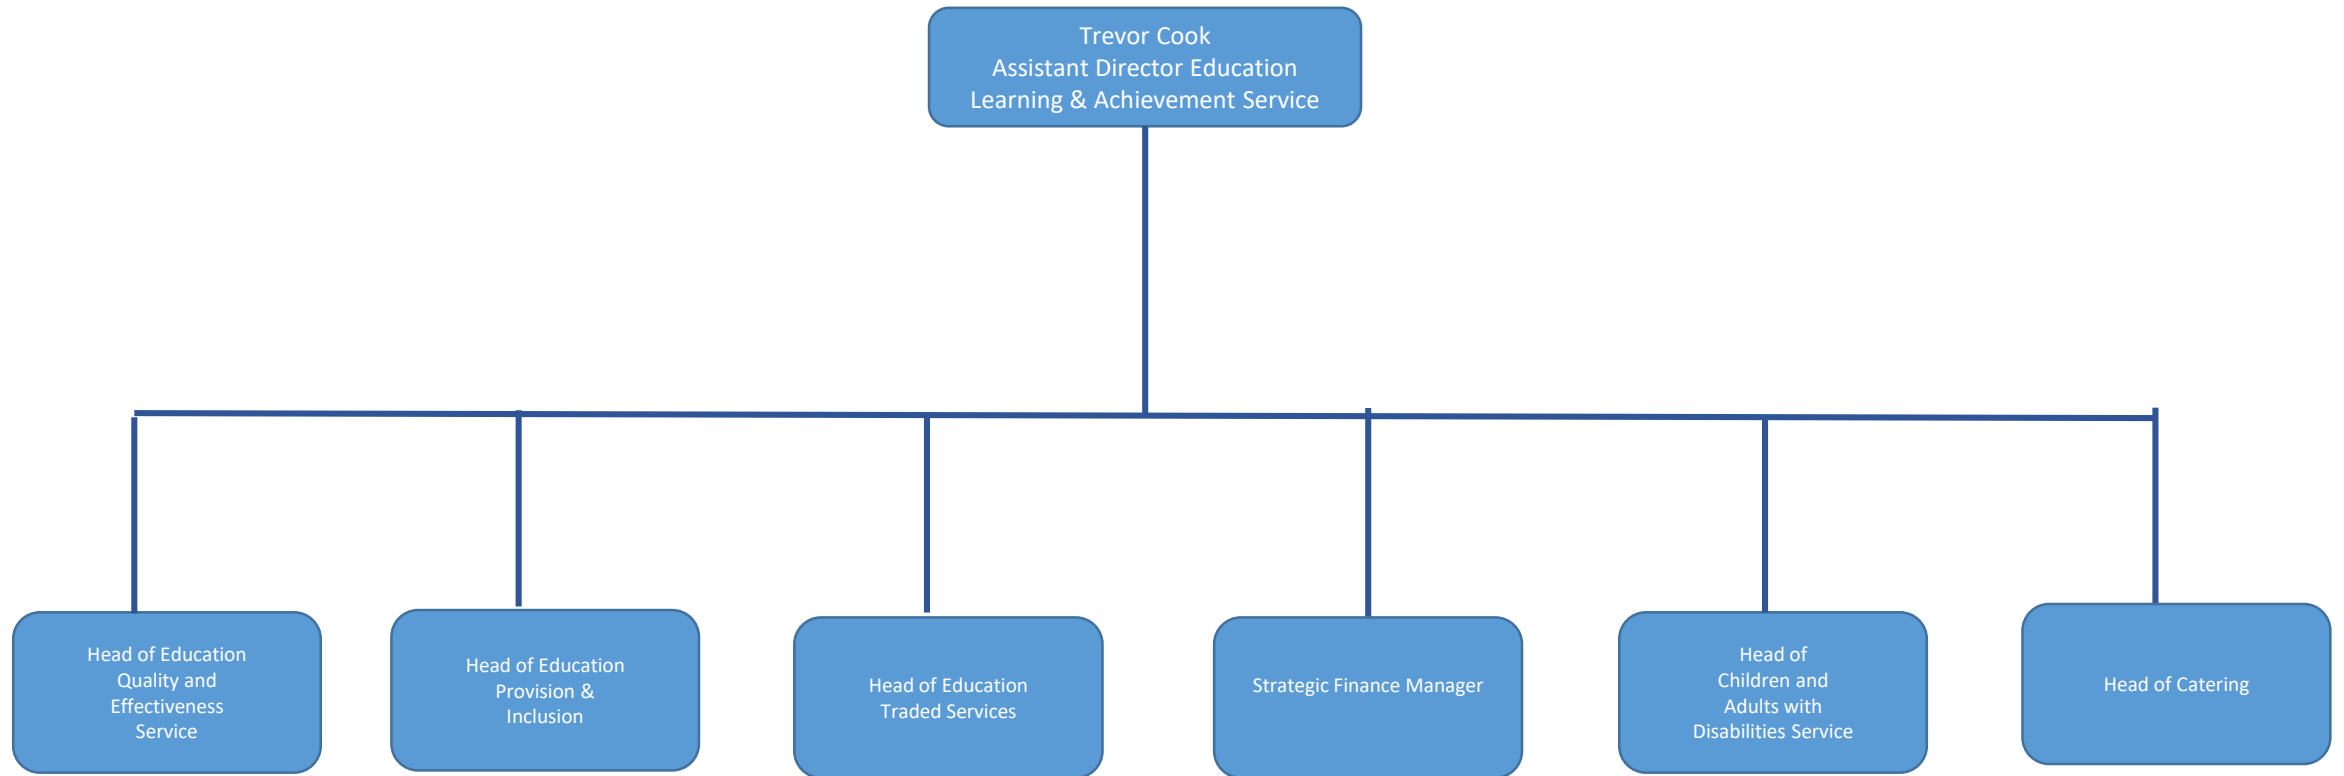 Trevor Cook
Assistant Director Education
Learning & Achievement Service
Head of Education
Quality and
Effectiveness
Service
Head of Education
Provision &
Inclusion
Head of Education
Traded Services
Strategic Finance Manager
Head of
Children and
Adults with
Disabilities Service
Head of Catering